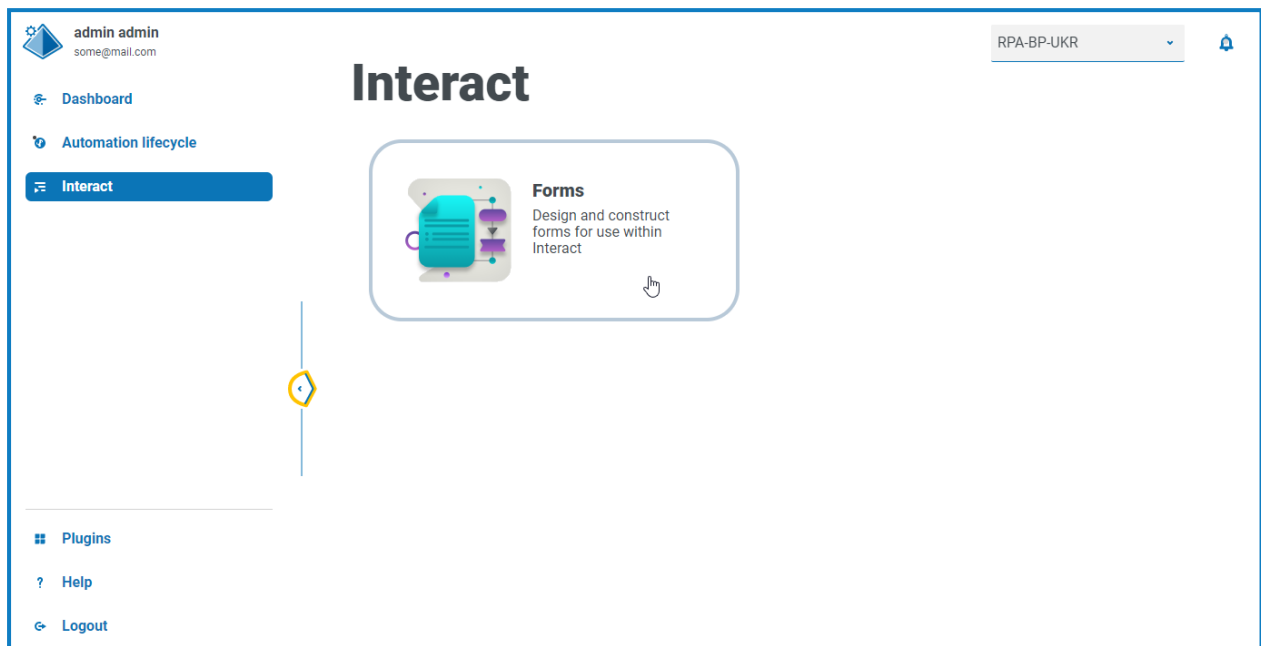 admin admin
some@mail.com
RPA-BP-UKR
Interact
Dashboard
Automation lifecycle
Interact
Forms
Design and construct
forms for use within
Interact
Plugins
? Help
Logout